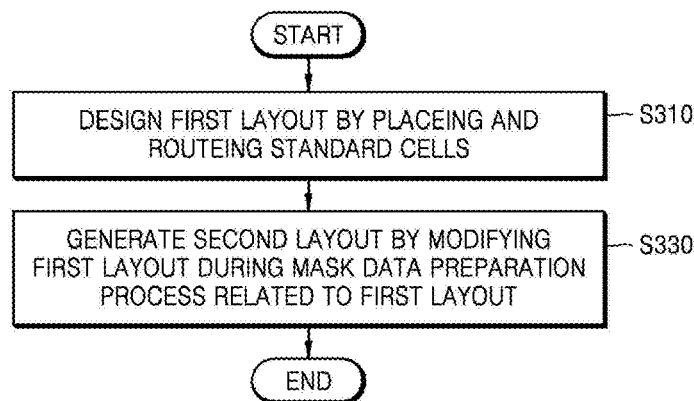 START
DESIGN FIRST LAYOUT BY PLACEING AND
ROUTEING STANDARD CELLS
S310
GENERATE SECOND LAYOUT BY MODIFYING
FIRST LAYOUT DURING MASK DATA PREPARATION
PROCESS RELATED TO FIRST LAYOUT
S330
END